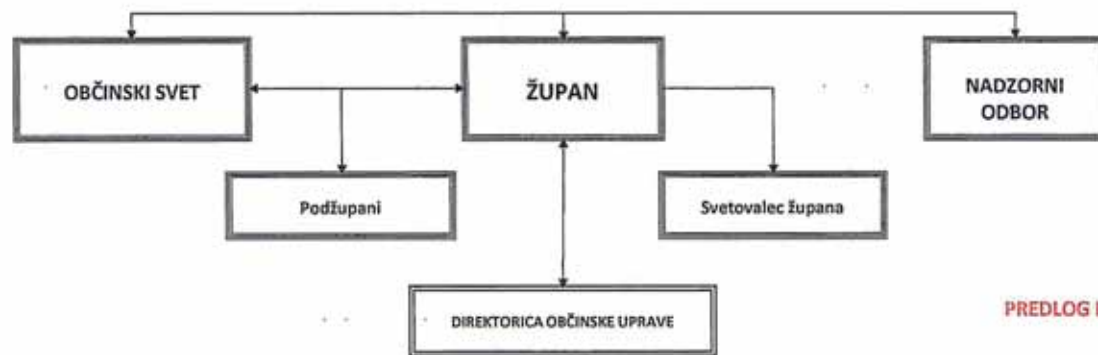 OBČINSKI SVET
ŽUPAN
NADZORNI
ODBOR
Podžupani
Svetovalec župana
DIREKTORICA OBČINSKE UPRAVE
PREDLOG